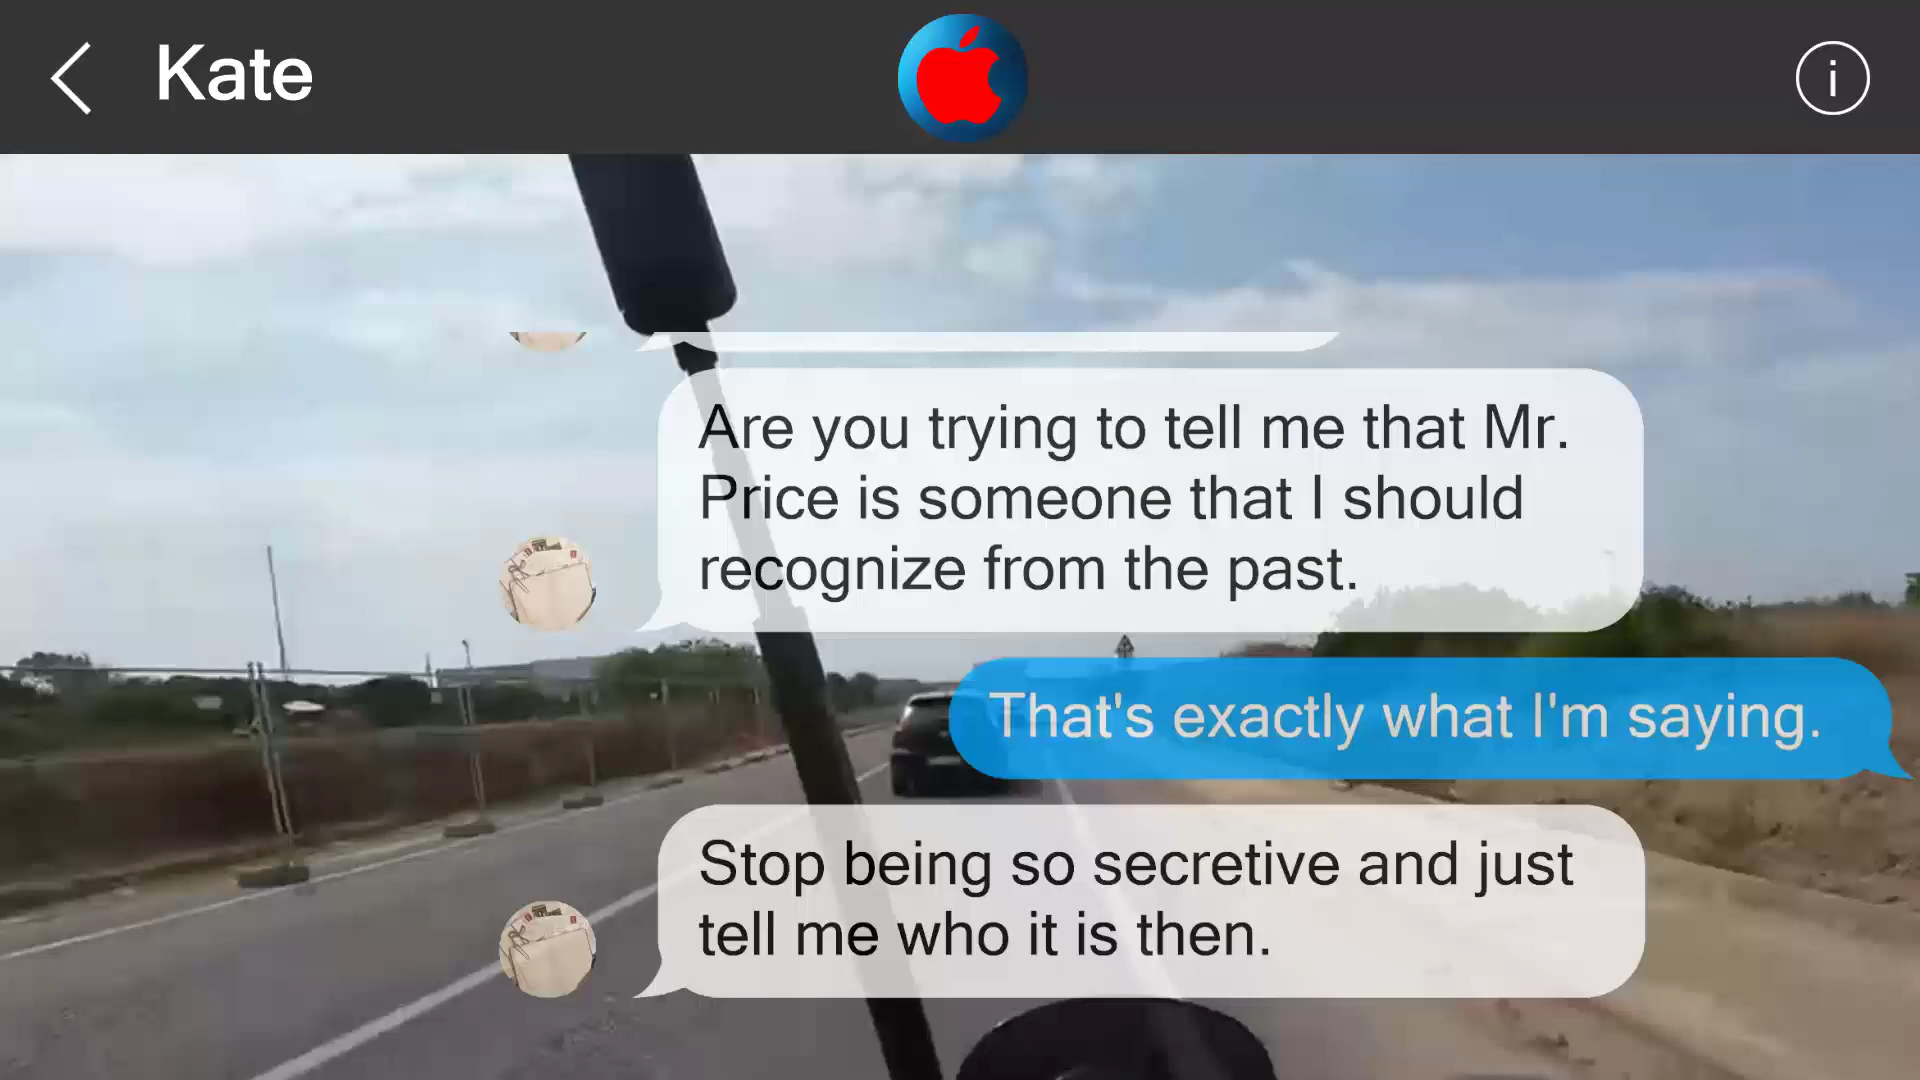 Kate
i
Are you trying to tell me that Mr.
Price is someone that I should
recognize from the past.
That's exactly what I'm saying.
Stop being so secretive and just
tell me who it is then.